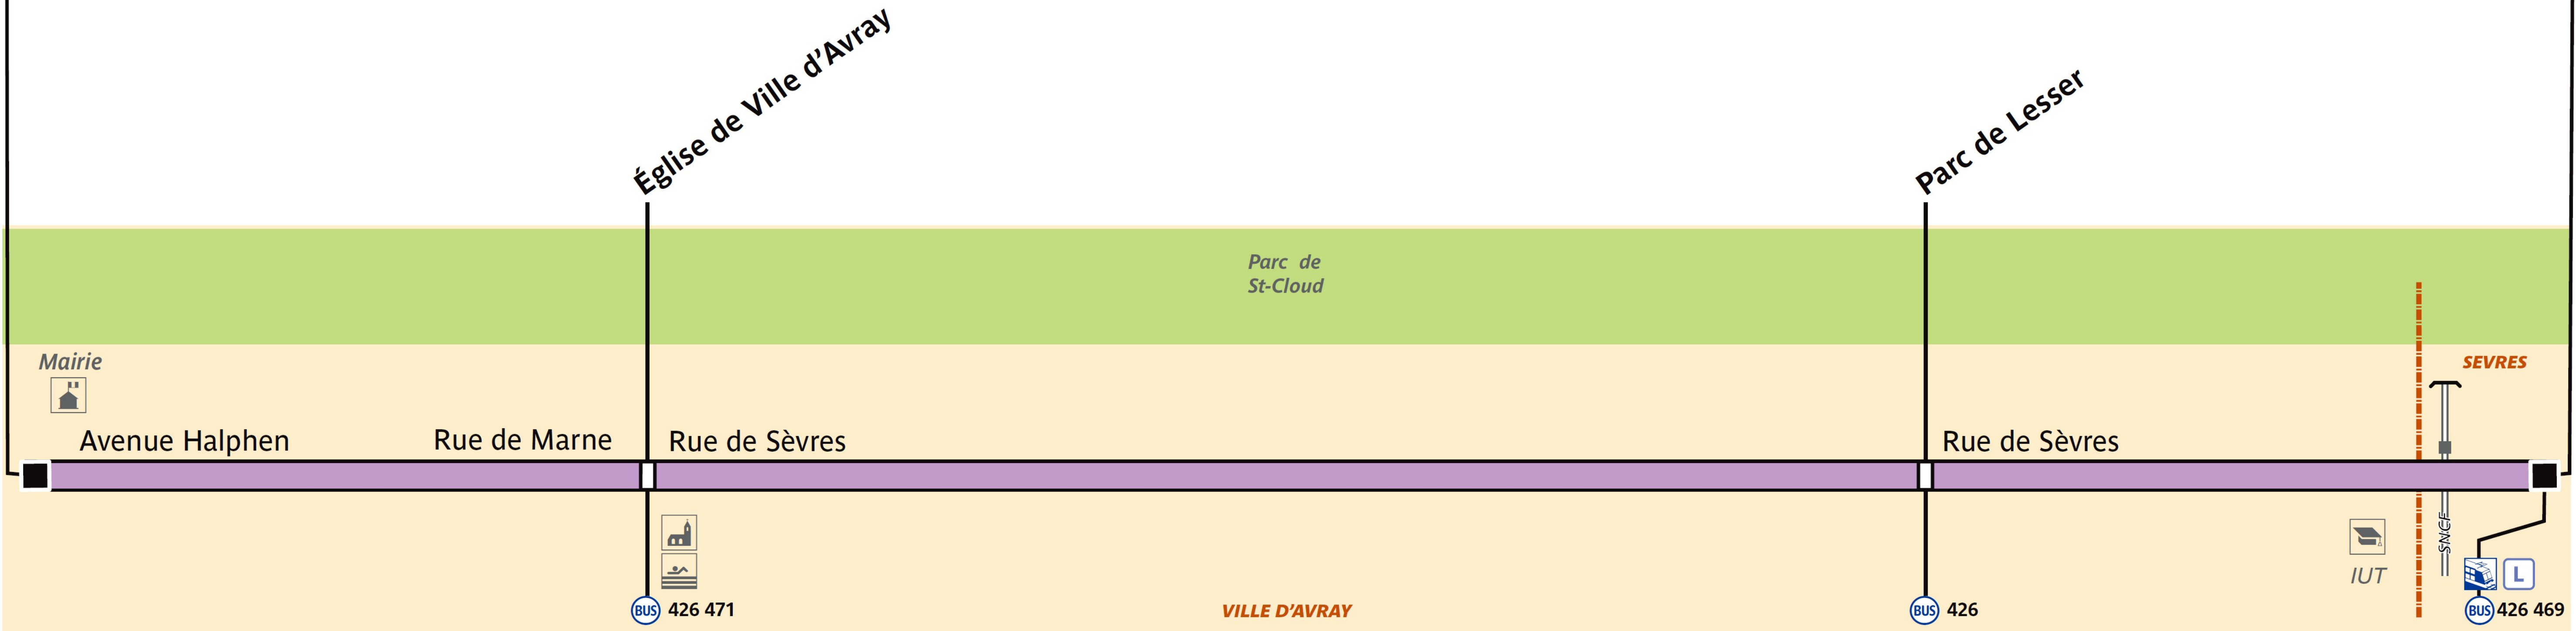 Église de Ville d’Avray
Parc de Lesser
Parc de
St-Cloud
Mairie
SEVRES
Avenue Halphen
Rue de Marne
Rue de Sèvres
Rue de Sèvres
SNCF
IUT
L
BUS 426 471
VILLE D’AVRAY
BUS 426
BUS 426 469